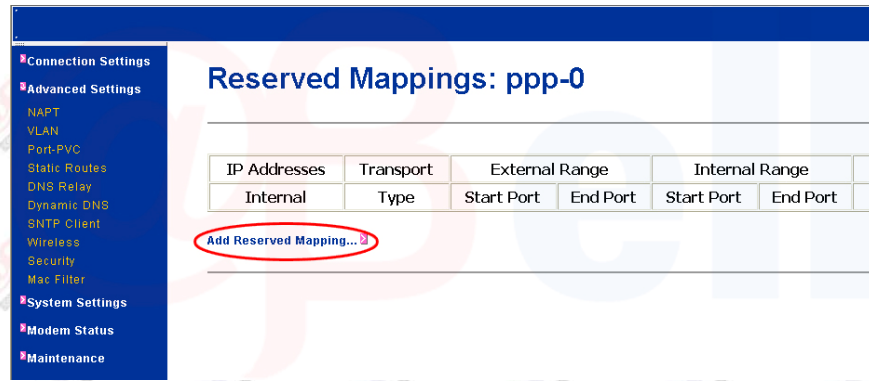 Connection Settings
Advanced Settings
NAPT
VLAN
Port-PVC
Static Routes
DNS Relay
Dynamic DNS
SNTP Client
Wireless
Security
Mac Filter
System Settings
Modem Status
Maintenance
Reserved Mappings: ppp-0
IP Addresses Transport External Range Internal Range
Internal Type Start Port End Port Start Port End Port
Add Reserved Mapping...
@Bell